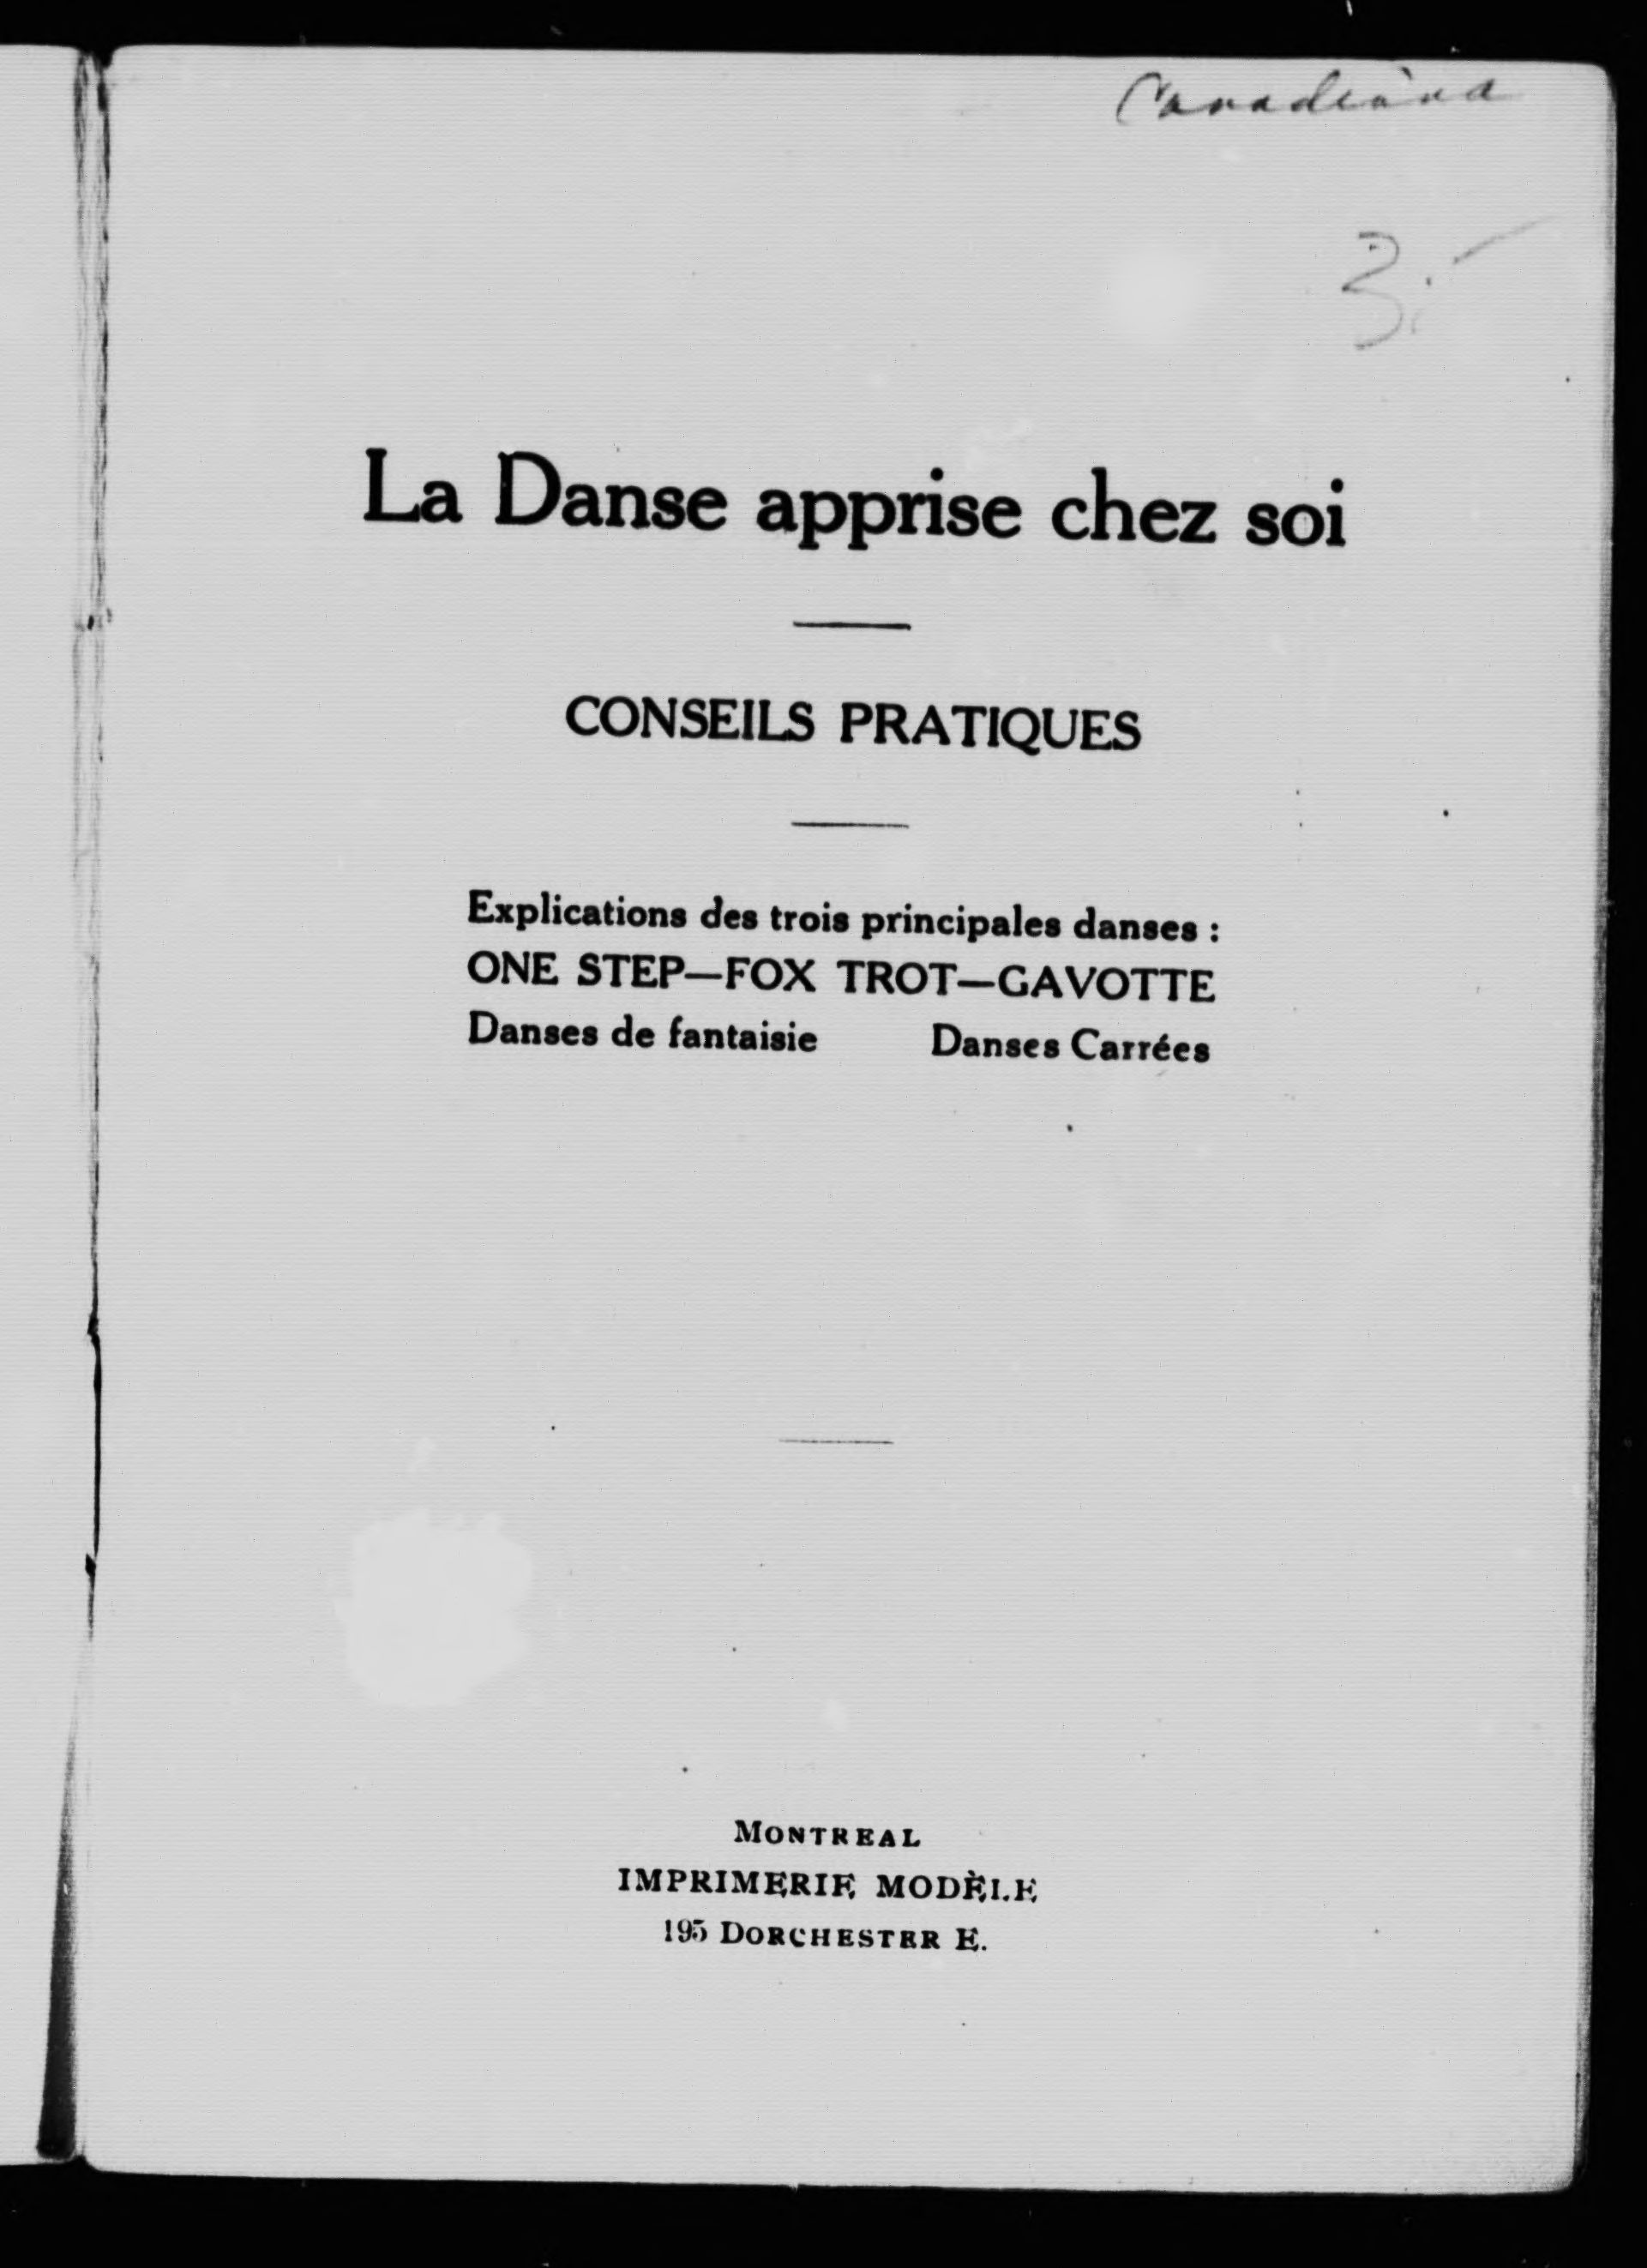 Canadiana
3.-
La Danse apprise chez soi
CONSEILS PRATIQUES
Explications des trois principales danses :
ONE STEP—FOX TROT—GAVOTTE
Danses de fantaisie Danses Carrées
MONTREAL
IMPRIMERIE MODÈLE
195 DORCHESTER E.